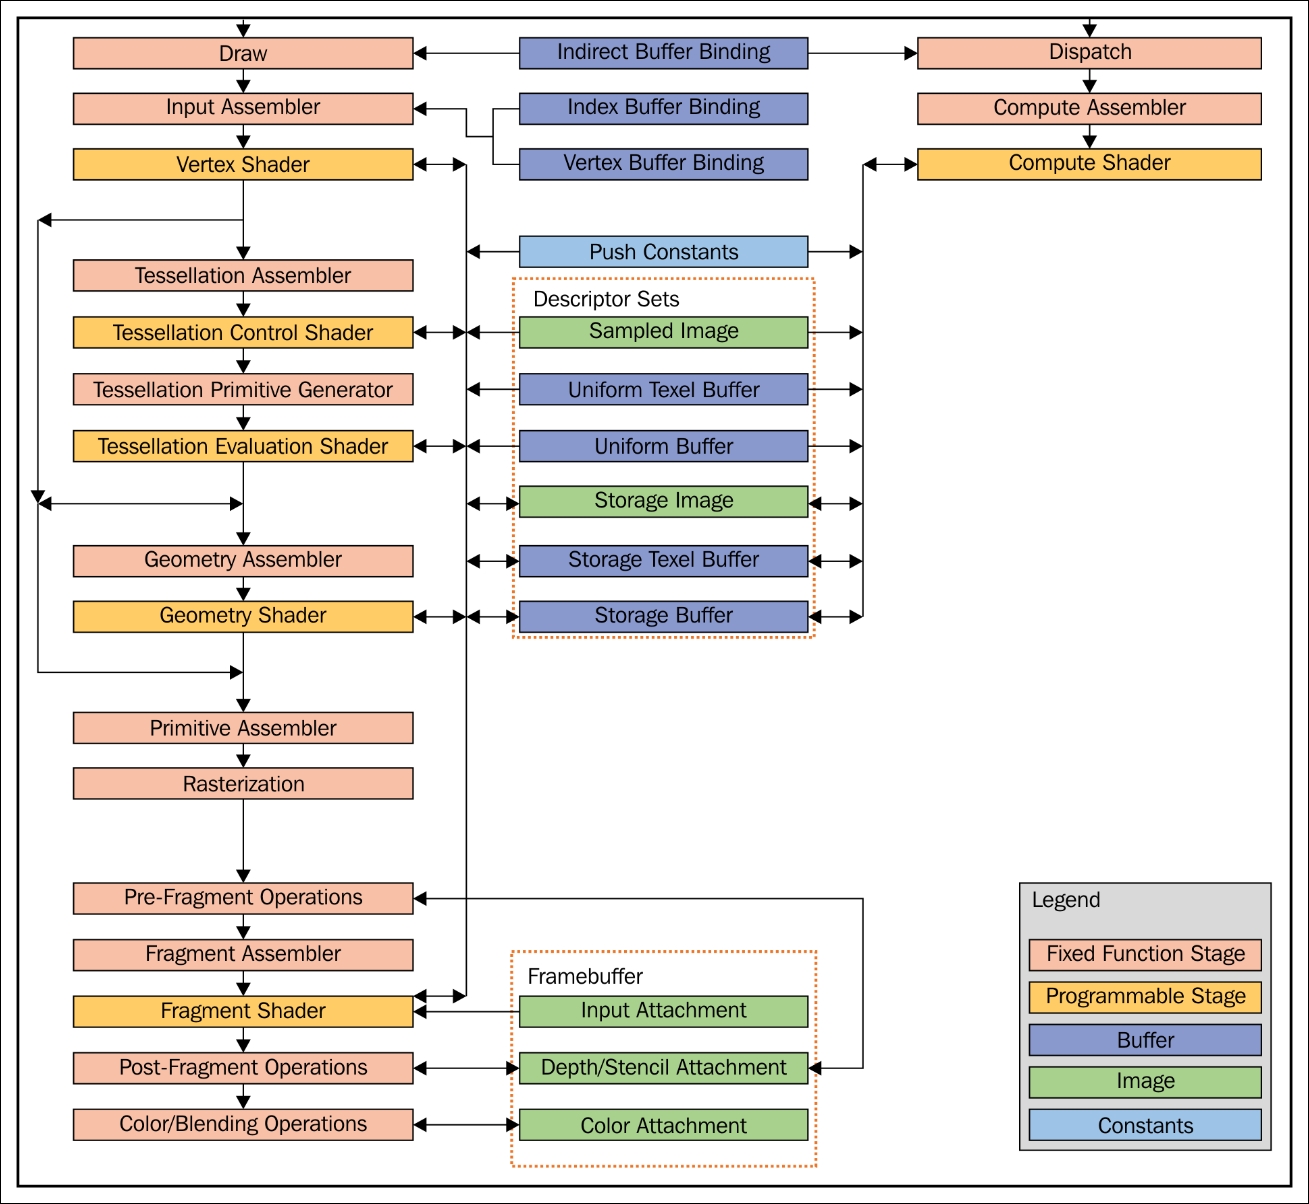 Draw
Indirect Buffer Binding
Dispatch
Input Assembler
Index Buffer Binding
Compute Assembler
Vertex Shader
Vertex Buffer Binding
Compute Shader
Push Constants
Tessellation Assembler
Descriptor Sets
Tessellation Control Shader
Sampled Image
Tessellation Primitive Generator
Uniform Texel Buffer
Tessellation Evaluation Shader
Uniform Buffer
Storage Image
Geometry Assembler
Storage Texel Buffer
Geometry Shader
Storage Buffer
Primitive Assembler
Rasterization
Pre-Fragment Operations
Fragment Assembler
Framebuffer
Fragment Shader
Input Attachment
Post-Fragment Operations
Depth/Stencil Attachment
Color/Blending Operations
Color Attachment
Legend
Fixed Function Stage
Programmable Stage
Buffer
Image
Constants